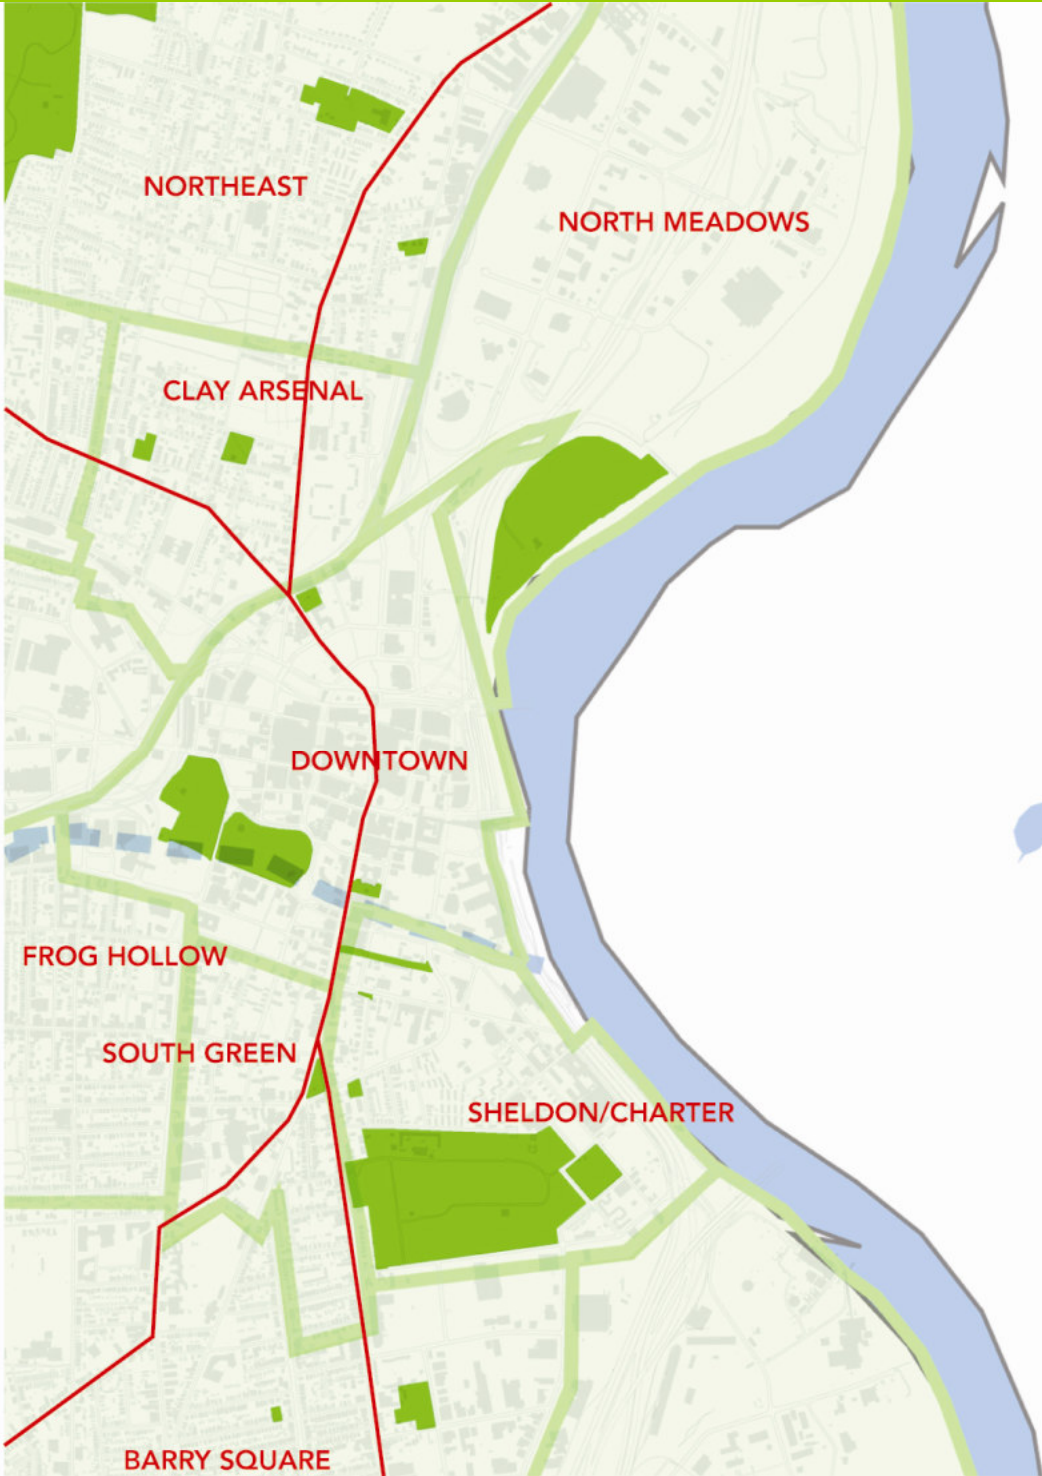 NORTHEAST
NORTH MEADOWS
CLAY ARSENAL
DOWNTOWN
FROG HOLLOW
SOUTH GREEN
SHELDON/CHARTER
BARRY SQUARE